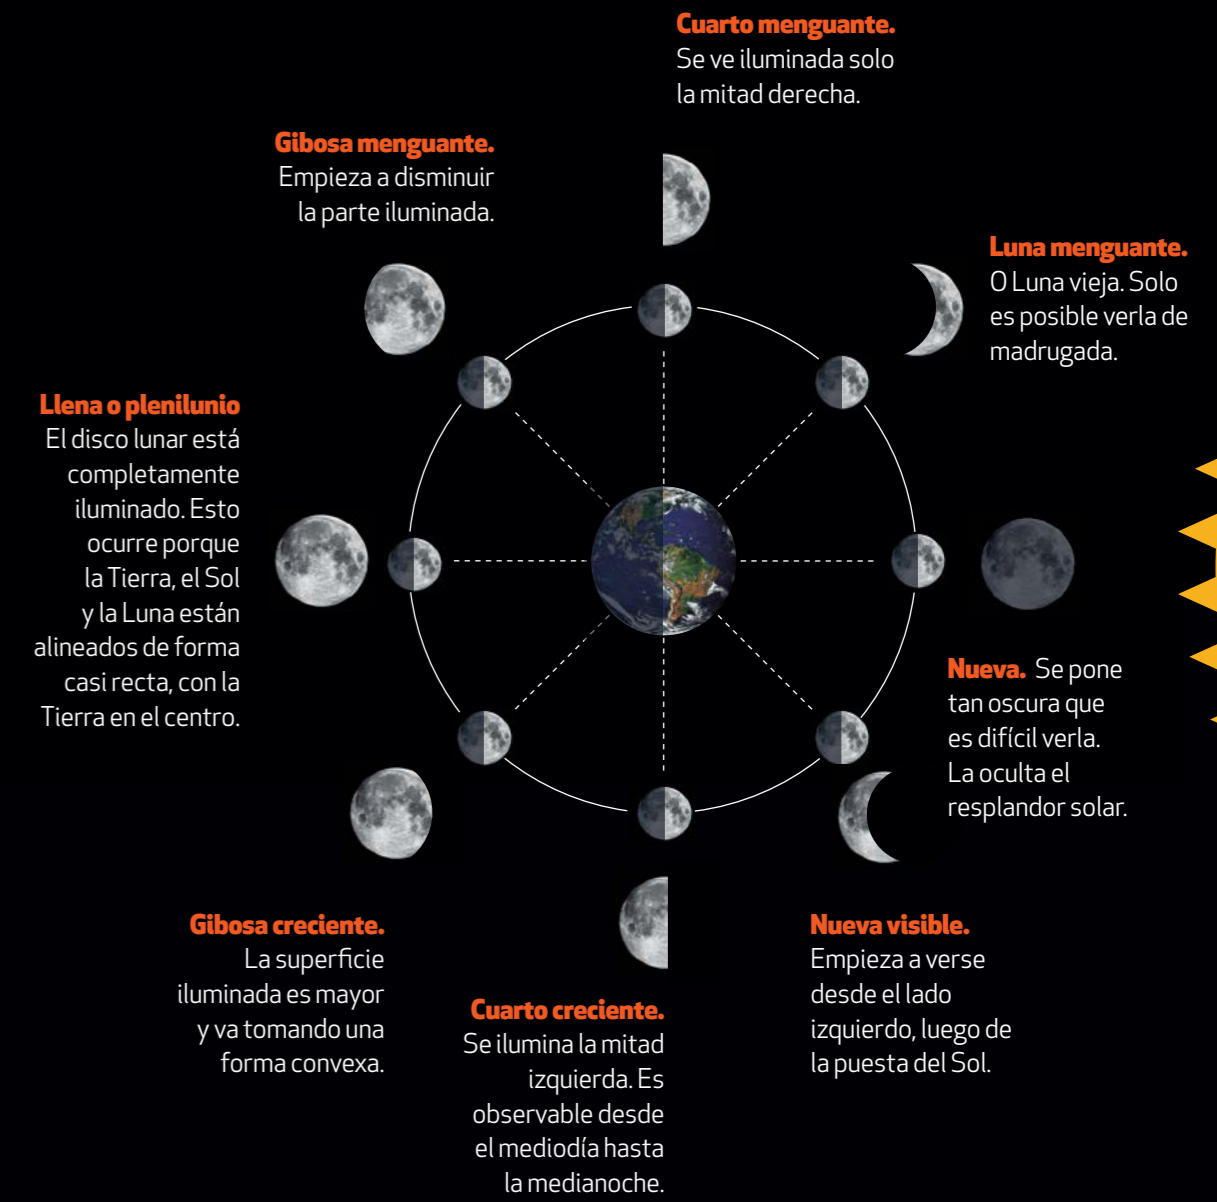 Cuarto menguante.
Se ve iluminada solo
la mitad derecha.
Gibosa menguante.
Empieza a disminuir
la parte iluminada.
Luna menguante.
O Luna vieja. Solo
es posible verla de
madrugada.
Llena o plenilunio
El disco lunar está
completamente
iluminado. Esto
ocurre porque
la Tierra, el Sol
y la Luna están
alineados de forma
casi recta, con la
Tierra en el centro.
Nueva. Se pone
tan oscura que
es difícil verla.
La oculta el
resplandor solar.
Gibosa creciente.
La superficie
iluminada es mayor
y va tomando una
forma convexa.
Cuarto creciente.
Se ilumina la mitad
izquierda. Es
observable desde
el mediodía hasta
la medianoche.
Nueva visible.
Empieza a verse
desde el lado
izquierdo, luego de
la puesta del Sol.